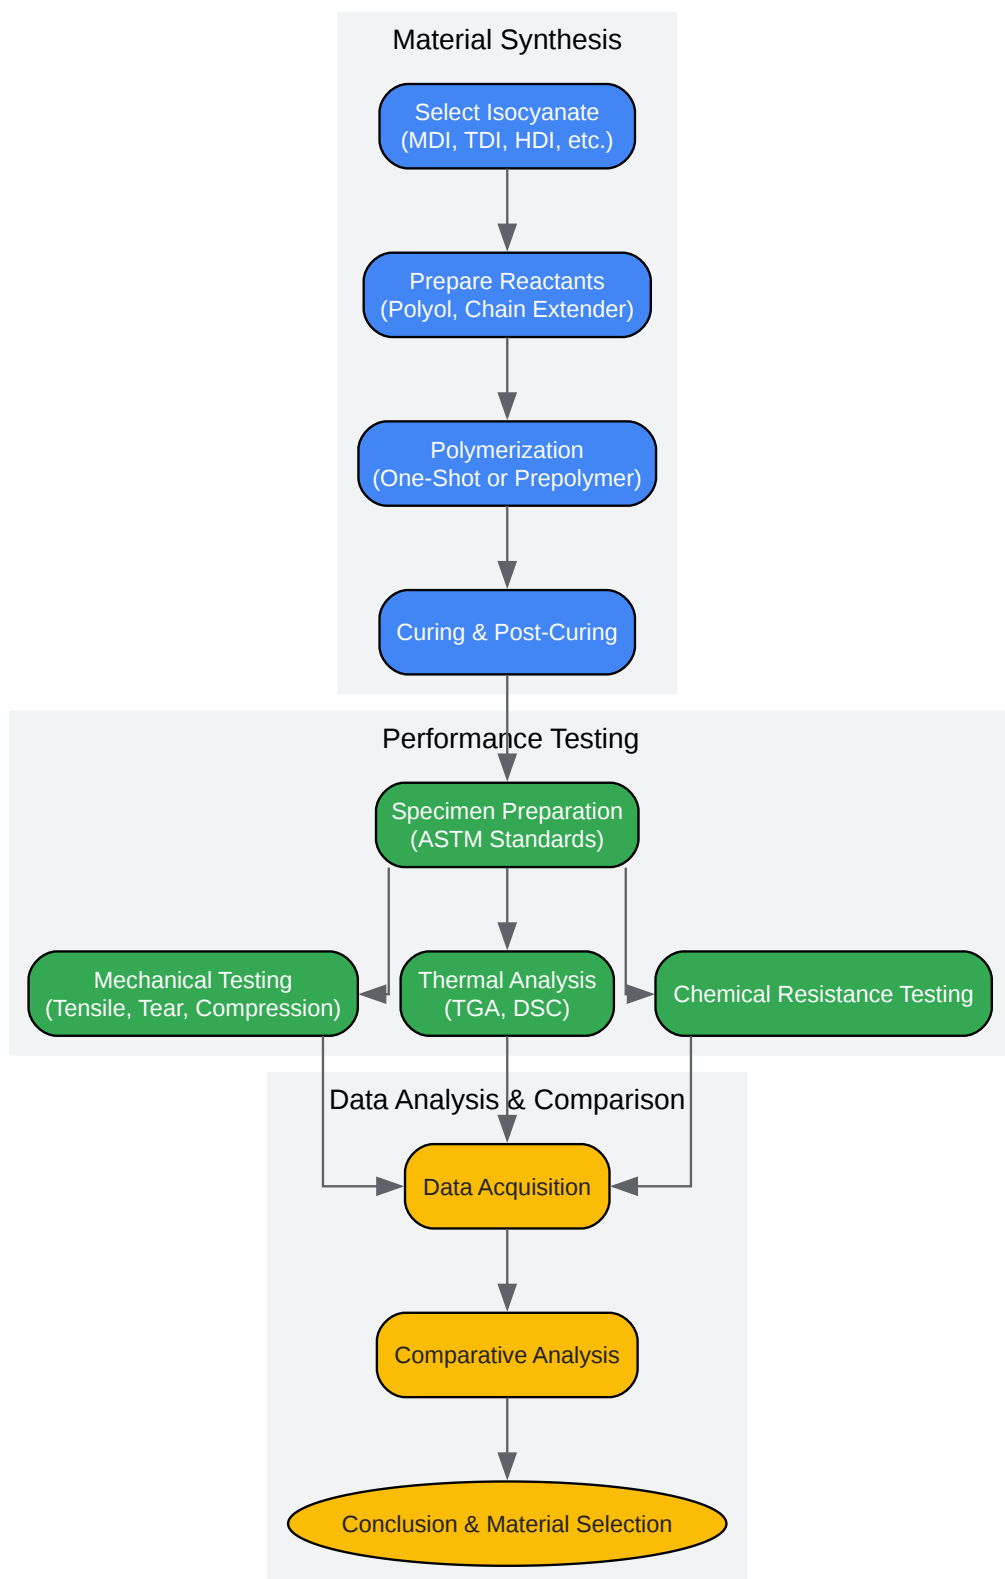 Material Synthesis
Select Isocyanate
(MDI, TDI, HDI, etc.)
Prepare Reactants
(Polyol, Chain Extender)
Polymerization
(One-Shot or Prepolymer)
Curing & Post-Curing
Performance Testing
Specimen Preparation
(ASTM Standards)
Mechanical Testing
(Tensile, Tear, Compression)
Thermal Analysis
(TGA, DSC)
Chemical Resistance Testing
Data Analysis & Comparison
Data Acquisition
Comparative Analysis
Conclusion & Material Selection